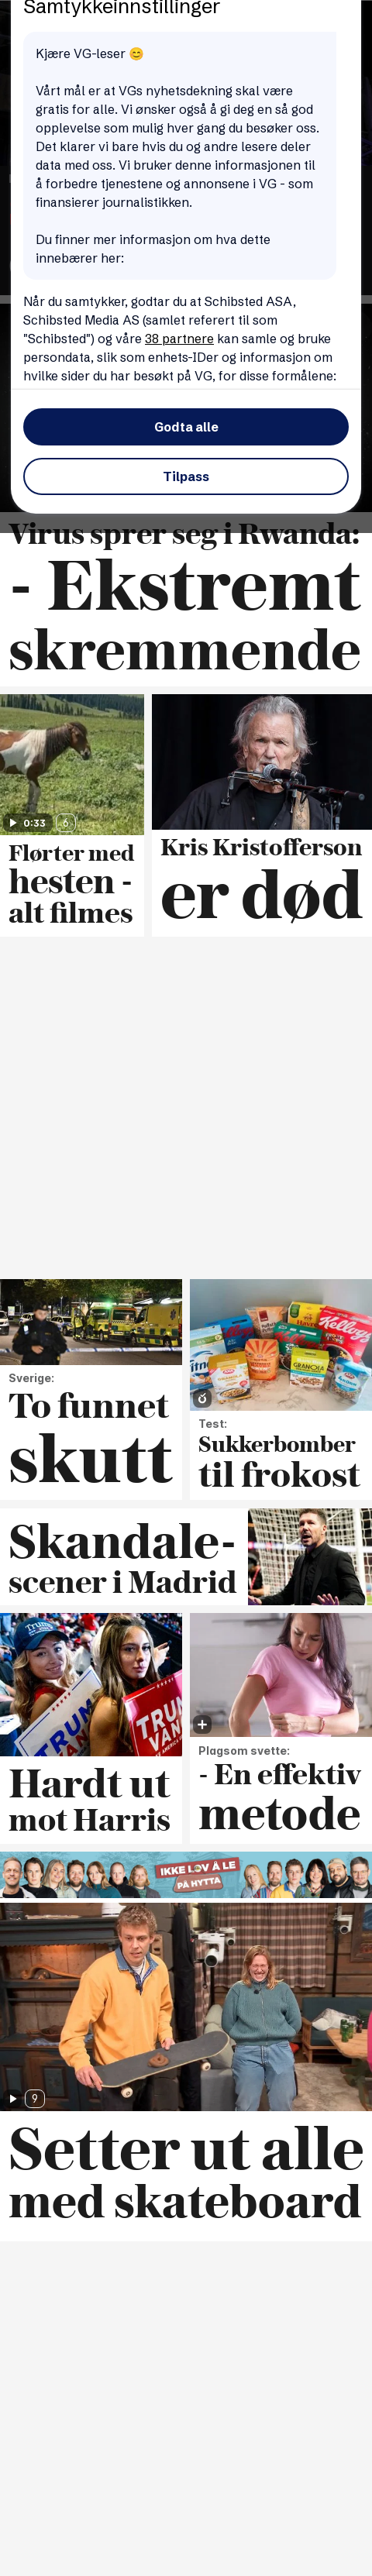 Samtykkeinnstillinger
Kjære VG-leser 😊
Vårt mål er at VGs nyhetsdekning skal være
gratis for alle. Vi ønsker også å gi deg en så god
opplevelse som mulig hver gang du besøker oss.
Det klarer vi bare hvis du og andre lesere deler
data med oss. Vi bruker denne informasjonen til
å forbedre tjenestene og annonsene i VG - som
finansierer journalistikken.
Du finner mer informasjon om hva dette
innebærer her:
Når du samtykker, godtar du at Schibsted ASA,
Schibsted Media AS (samlet referert til som
"Schibsted") og våre 38 partnere kan samle og bruke
persondata, slik som enhets-IDer og informasjon om
hvilke sider du har besøkt på VG, for disse formålene:
Godta alle
Tilpass
Virus sprer seg i Rwanda:
- Ekstremt
skremmende
0:33 6
Flørter med
hesten -
alt filmes
Kris Kristofferson
er død
Sverige:
To funnet
skutt
Kellogg's
GRANOLA
Test:
Sukkerbomber
til frokost
Skandale-
scener i Madrid
TRUMP
TRUM
VAN
TRUM
VAN
Hardt ut
mot Harris
Plagsom svette:
- En effektiv
metode
IKKE LOV Å LE
PÅ HYTTA
9
Setter ut alle
med skateboard